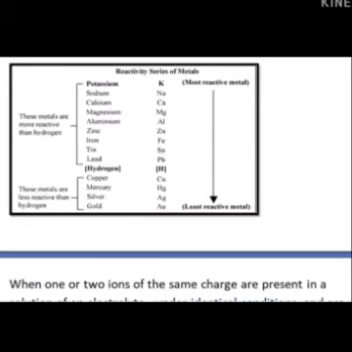 KINE
Reactivity Series of Metals
Potassium K (Most reactive metal)
Sodium Na
Calcium Ca
Magnesium Mg
Aluminium Al
Zinc Zn
Iron Fe
Tin Sn
Lead Pb
[Hydrogen] [H]
Copper Cu
Mercury Hg
Silver Ag
Gold Au (Least reactive metal)
These metals are
more reactive
than hydrogen
These metals are
less reactive than
hydrogen
When one or two ions of the same charge are present in a